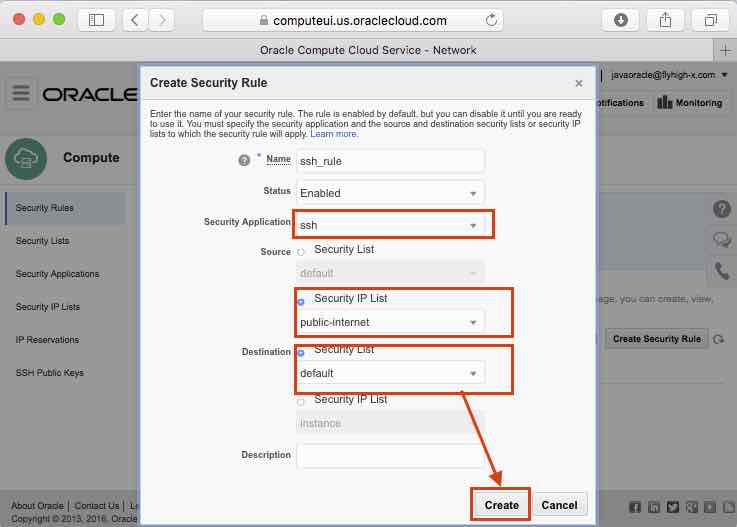 computeui.us.oraclecloud.com
Oracle Compute Cloud Service - Network
Create Security Rule
javaoracle@flyhigh-x.com
ORACLE
Monitoring
Enter the name of your security rule. The rule is enabled by default, but you can disable it until you are ready
to use it. You must specify the security application and the source and destination security lists or security IP
lists to which the security rule will apply. Learn more.
Compute
? * Name ssh_rule
Status Enabled
Security Rules
Security Application ssh
Security Lists
Source Security List
default
Security Applications
Security IP List
age, you can create, view,
Security IP Lists
public-internet
IP Reservations
Create Security Rule
Destination Security List
default
SSH Public Keys
Security IP List
instance
Description
Create Cancel
About Oracle | Contact Us |
Copyright © 2013, 2016, Oracle